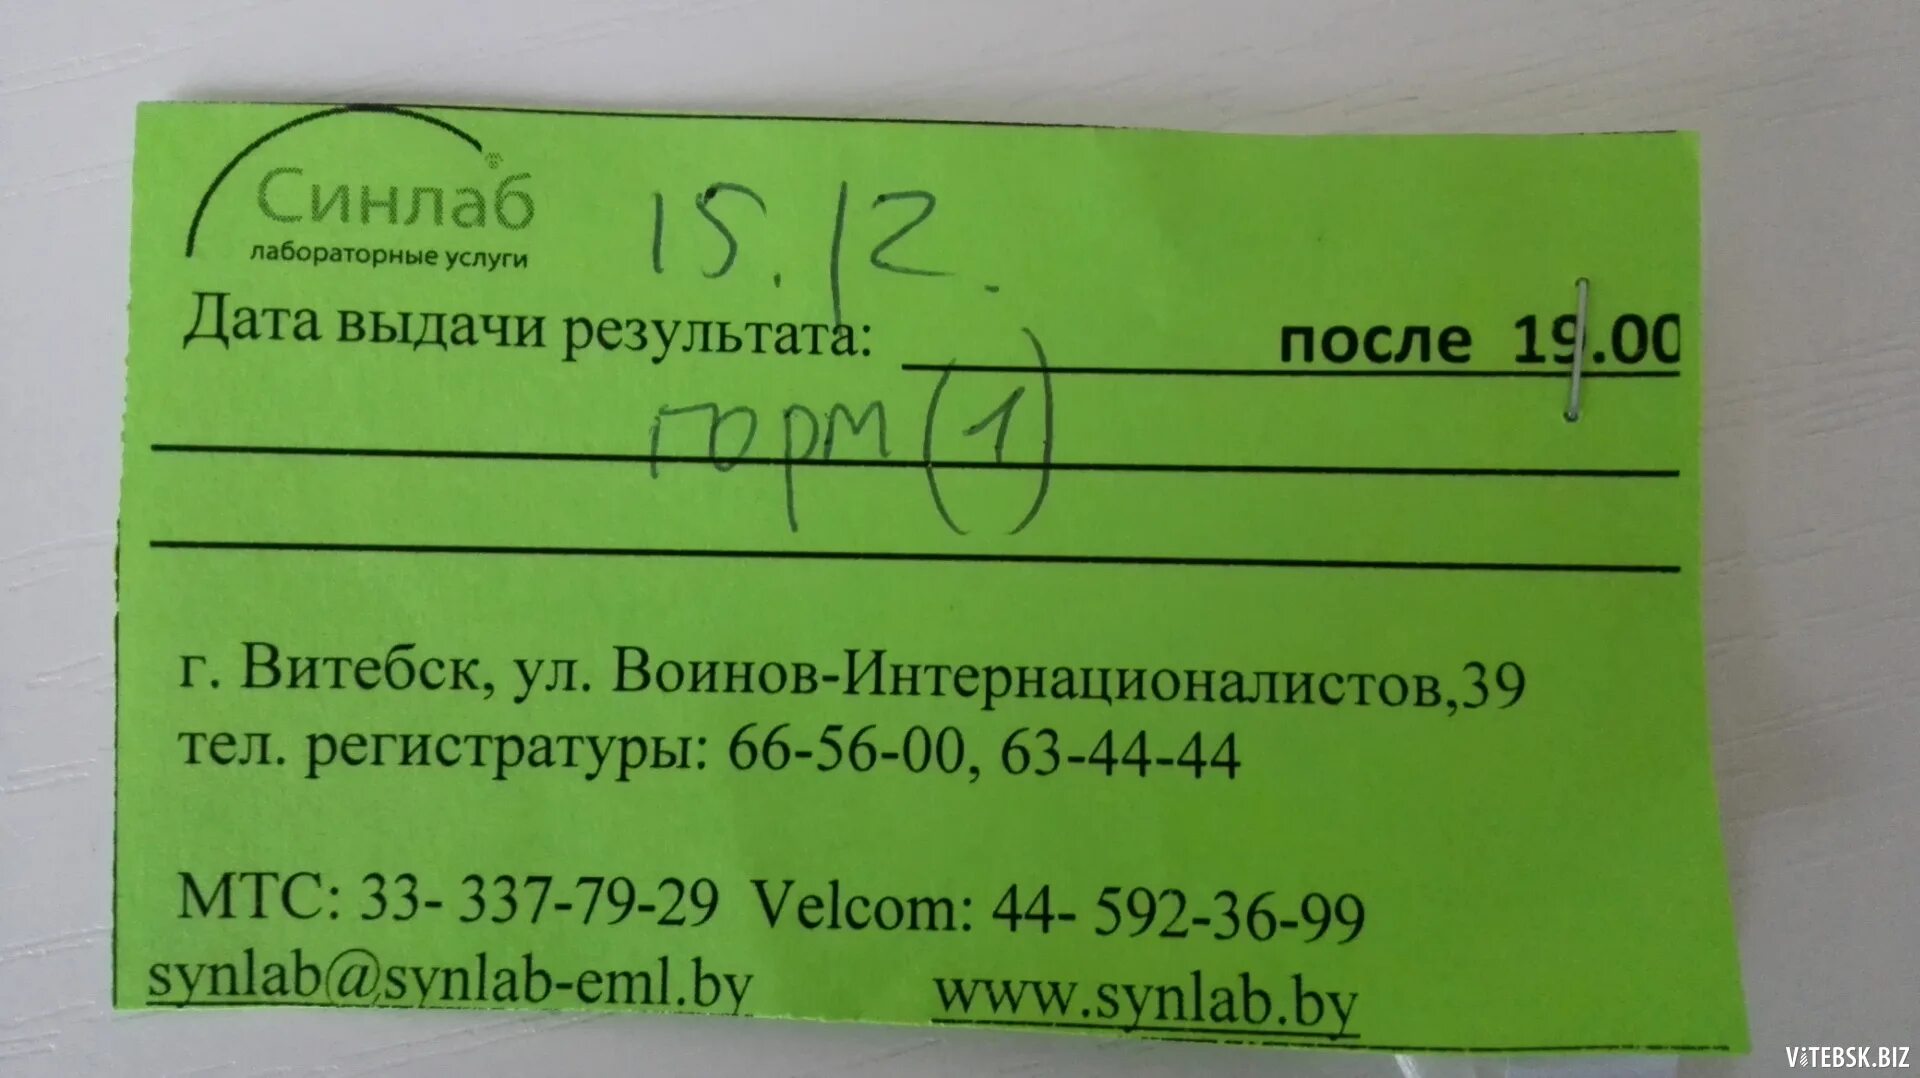 Синлаб®
лабораторные услуги
15.12.
Дата выдачи результата: после 19.00
горм (1)
г. Витебск, ул. Воинов-Интернационалистов,39
тел. регистратуры: 66-56-00, 63-44-44
МТС: 33- 337-79-29 Velcom: 44- 592-36-99
synlab@synlab-eml.by www.synlab.by
ViTEBSK.BIZ